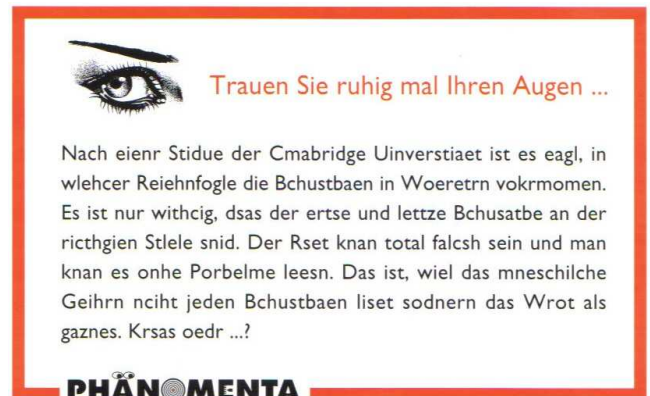 Trauen Sie ruhig mal Ihren Augen ...
Nach eienr Stidue der Cmabridge Uinverstiaet ist es eagl, in
wlehcer Reiehnfogle die Bchustbaen in Woeretrn vokrmomen.
Es ist nur withcig, dsas der ertse und lettze Bchusatbe an der
ricthgien Stlele snid. Der Rset knan total falcsh sein und man
knan es onhe Porbelme leesn. Das ist, wiel das mneschilche
Geihrn nciht jeden Bchustbaen liset sodnern das Wrot als
gaznes. Krsas oedr ...?
PHÄNOMENTA